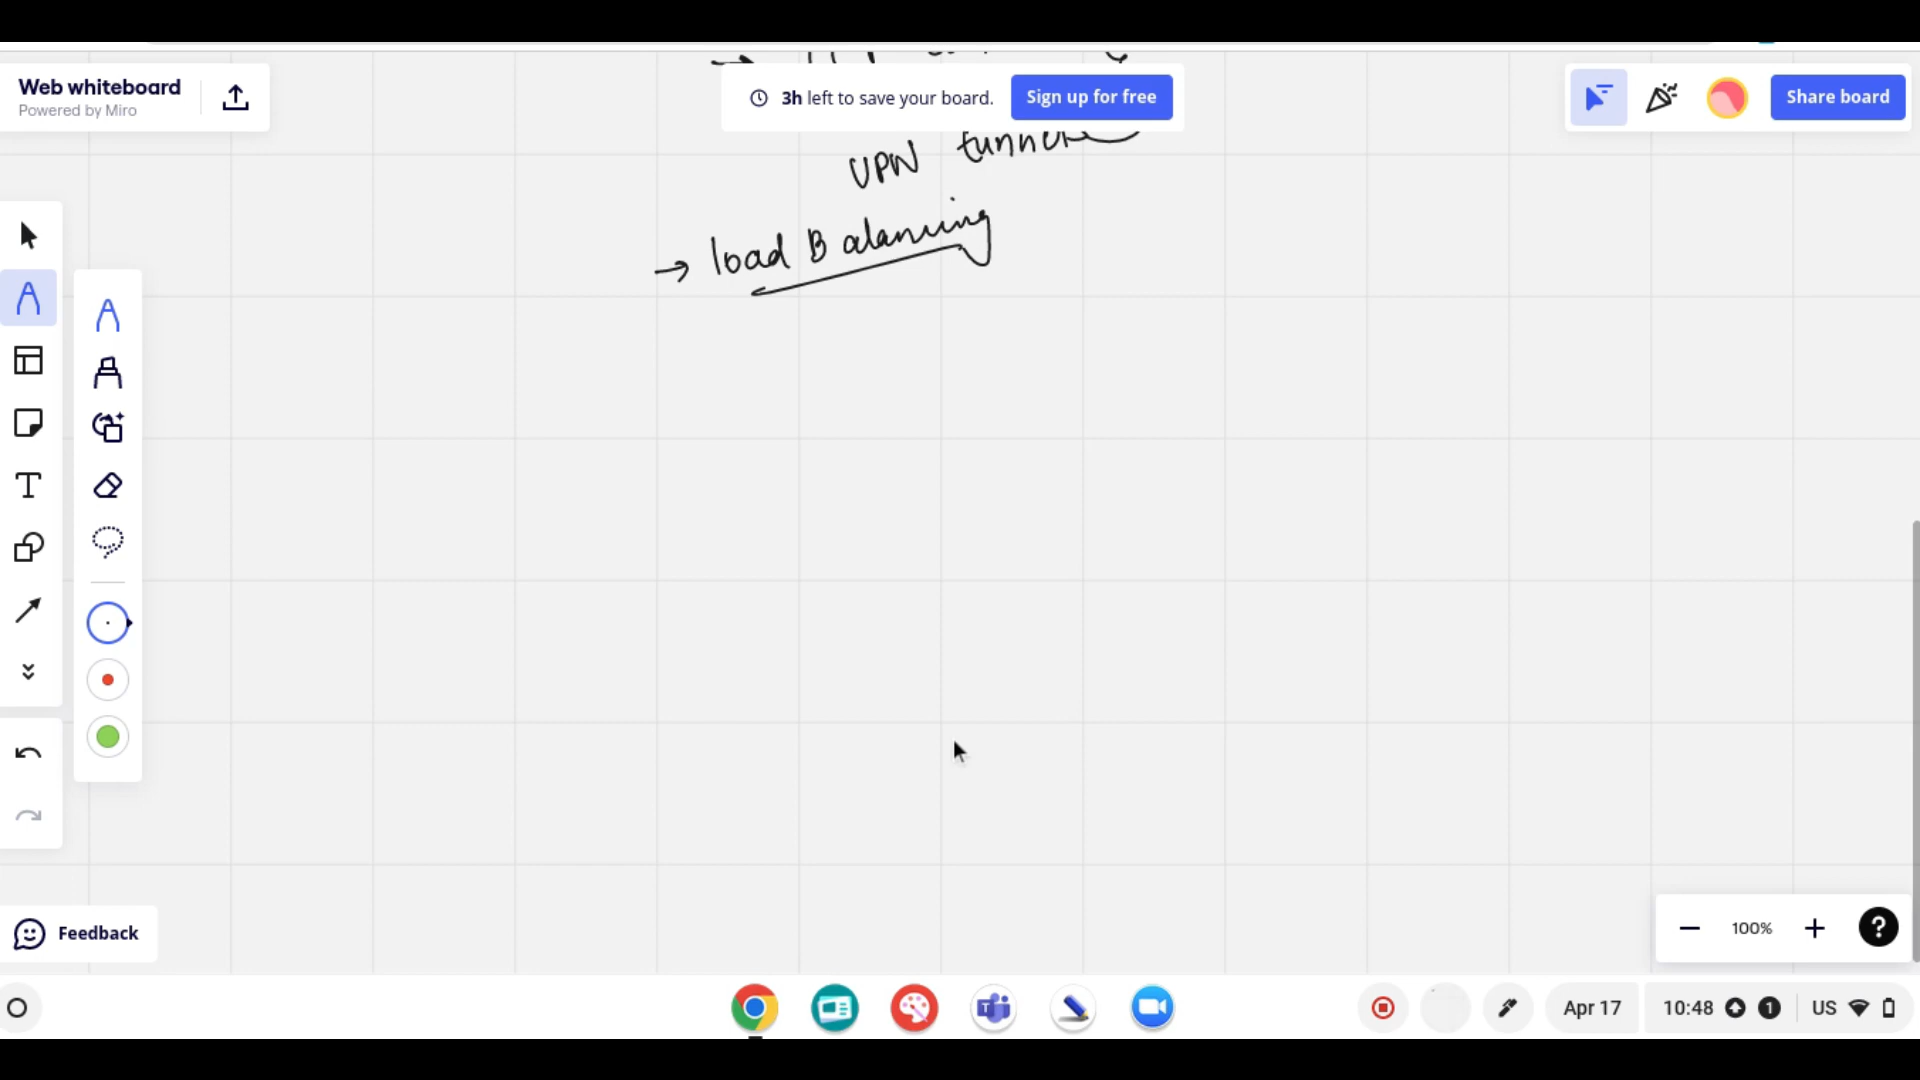 Web whiteboard
Powered by Miro
3h left to save your board.
Sign up for free
Share board
VPN tunnel
→ load Balancing
T
Feedback
100%
?
Apr 17
10:48
1
US